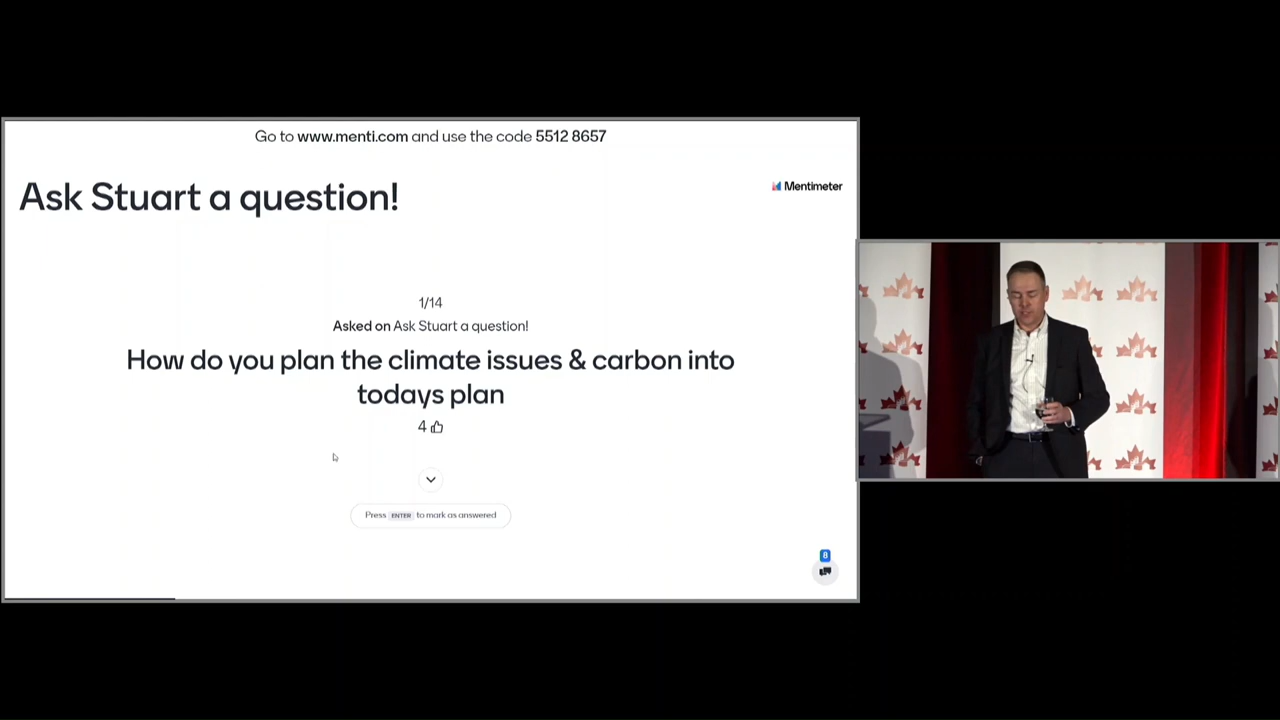 Go to www.menti.com and use the code 5512 8657
Ask Stuart a question!
Mentimeter
1/14
Asked on Ask Stuart a question!
How do you plan the climate issues & carbon into
todays plan
4
Press ENTER to mark as answered
8